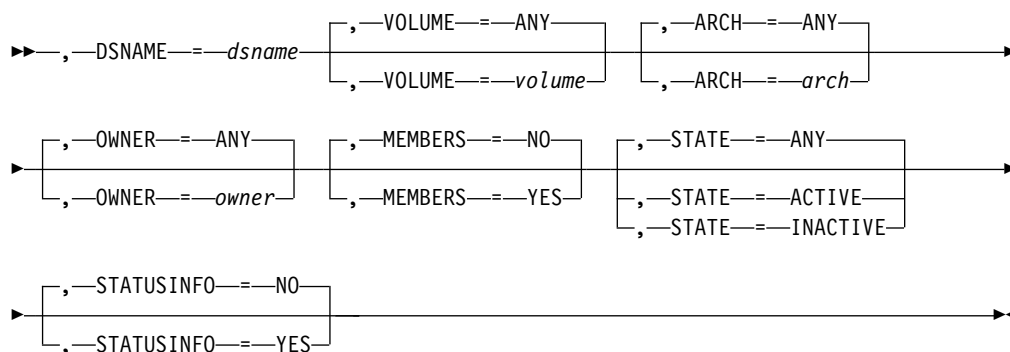 , VOLUME = ANY , ARCH = ANY
, DSNAME = dsname
, VOLUME = volume , ARCH = arch
, OWNER = ANY , MEMBERS = NO , STATE = ANY
, OWNER = owner , MEMBERS = YES , STATE = ACTIVE
, STATE = INACTIVE
, STATUSINFO = NO
, STATUSINFO = YES